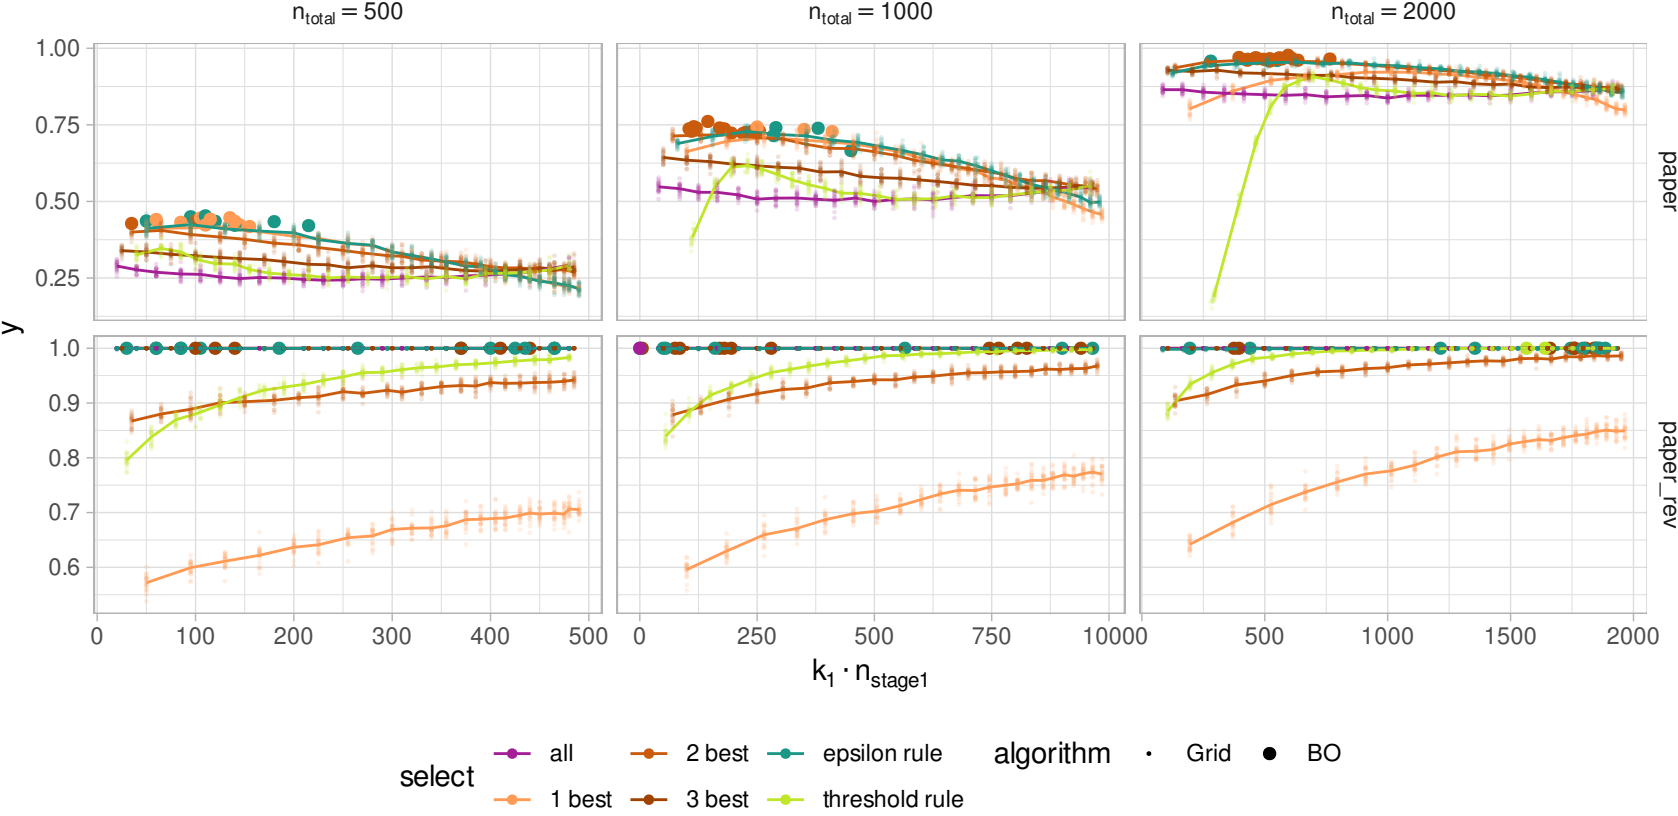 n_total = 500 n_total = 1000 n_total = 2000
1.00
0.75
0.50
0.25
paper
y
1.0
0.9
0.8
0.7
0.6
paper_rev
0 100 200 300 400 500 0 250 500 750 1000 0 500 1000 1500 2000
k_1 · n_stage1
select all 2 best epsilon rule algorithm Grid BO
1 best 3 best threshold rule